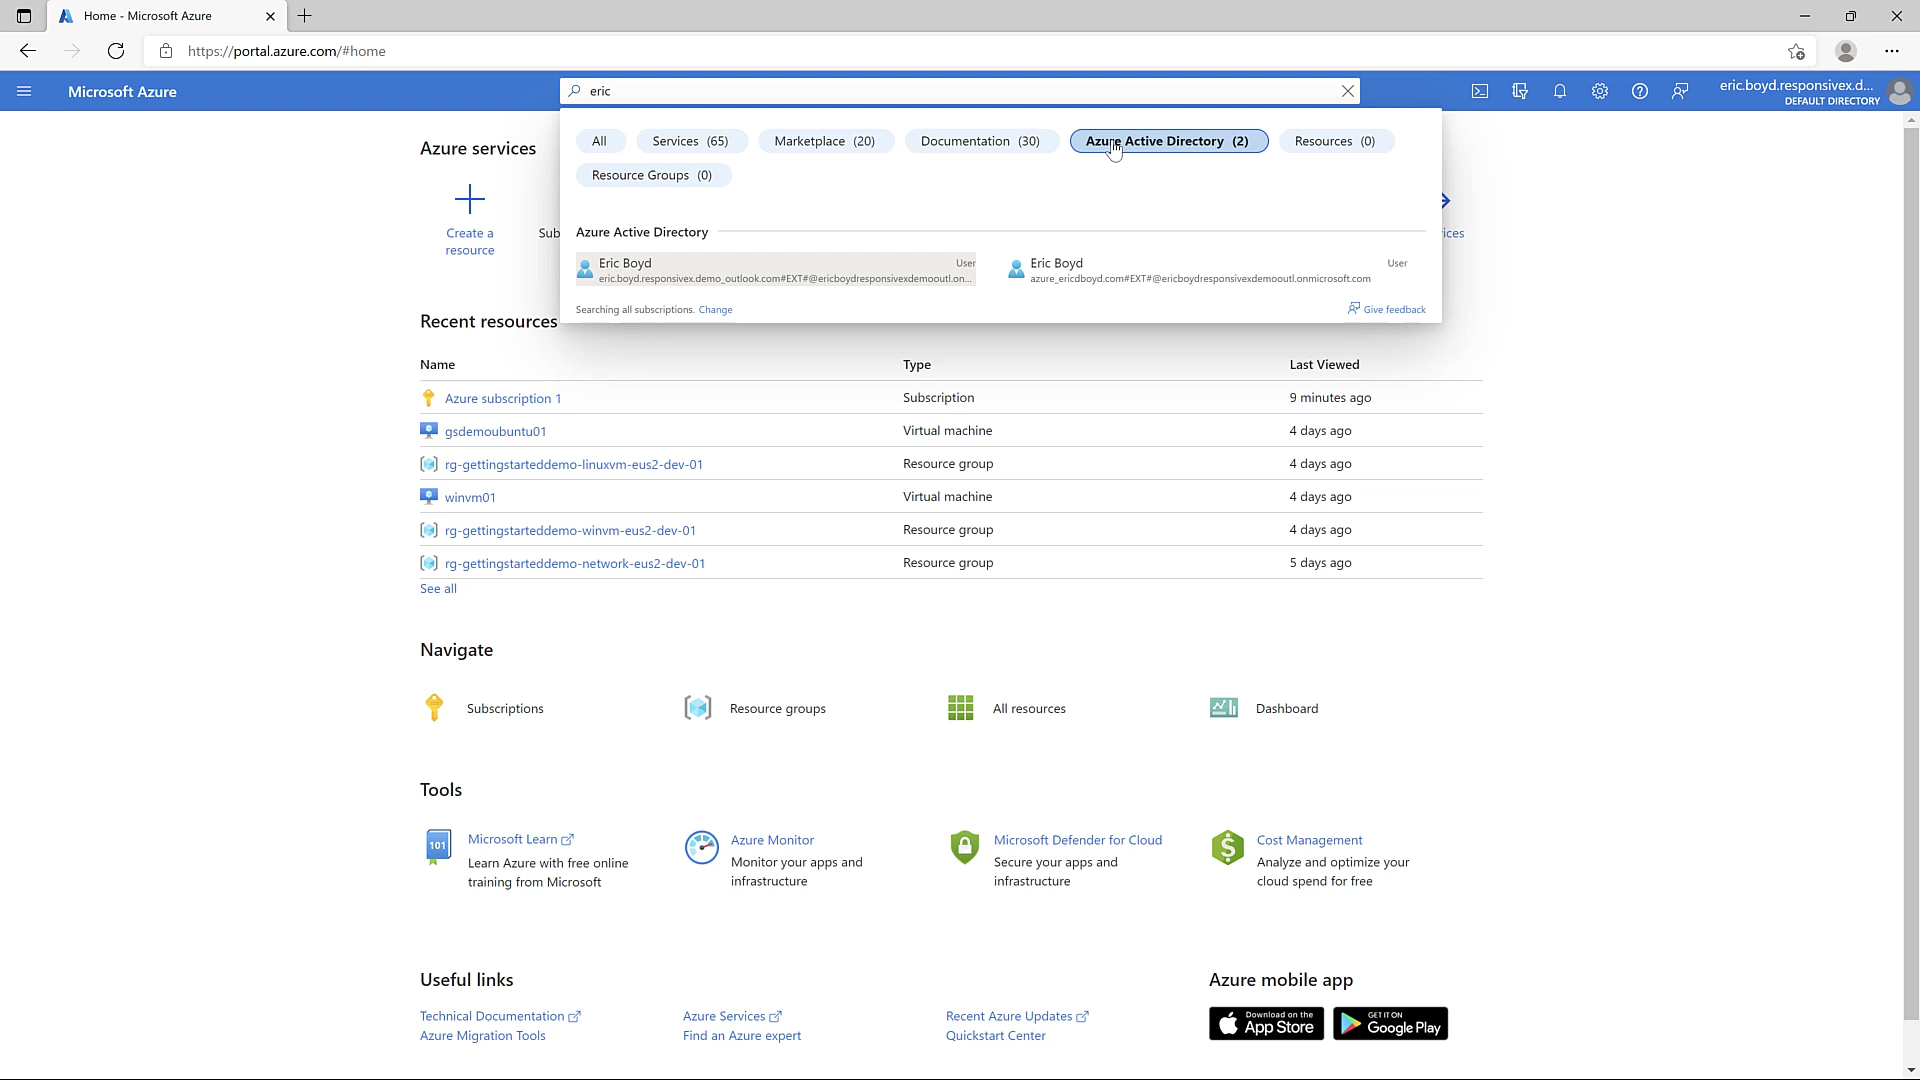 Home - Microsoft Azure
https://portal.azure.com/#home
Microsoft Azure
eric
eric.boyd.responsivex.d...
DEFAULT DIRECTORY
All
Services (65)
Marketplace (20)
Documentation (30)
Azure Active Directory (2)
Resources (0)
Resource Groups (0)
Azure services
Create a
resource
Sub
ices
Azure Active Directory
Eric Boyd
User
eric.boyd.responsivex.demo_outlook.com#EXT#@ericboydresponsivexdemooutl.on...
Eric Boyd
User
azure_ericdboyd.com#EXT#@ericboydresponsivexdemooutl.onmicrosoft.com
Searching all subscriptions. Change
Give feedback
Recent resources
Name Type Last Viewed
Azure subscription 1 Subscription 9 minutes ago
gsdemoubuntu01 Virtual machine 4 days ago
rg-gettingstarteddemo-linuxvm-eus2-dev-01 Resource group 4 days ago
winvm01 Virtual machine 4 days ago
rg-gettingstarteddemo-winvm-eus2-dev-01 Resource group 4 days ago
rg-gettingstarteddemo-network-eus2-dev-01 Resource group 5 days ago
See all
Navigate
Subscriptions
Resource groups
All resources
Dashboard
Tools
101
Microsoft Learn
Learn Azure with free online
training from Microsoft
Azure Monitor
Monitor your apps and
infrastructure
Microsoft Defender for Cloud
Secure your apps and
infrastructure
Cost Management
Analyze and optimize your
cloud spend for free
Useful links
Technical Documentation
Azure Services
Recent Azure Updates
Azure Migration Tools
Find an Azure expert
Quickstart Center
Azure mobile app
Download on the
App Store
GET IT ON
Google Play